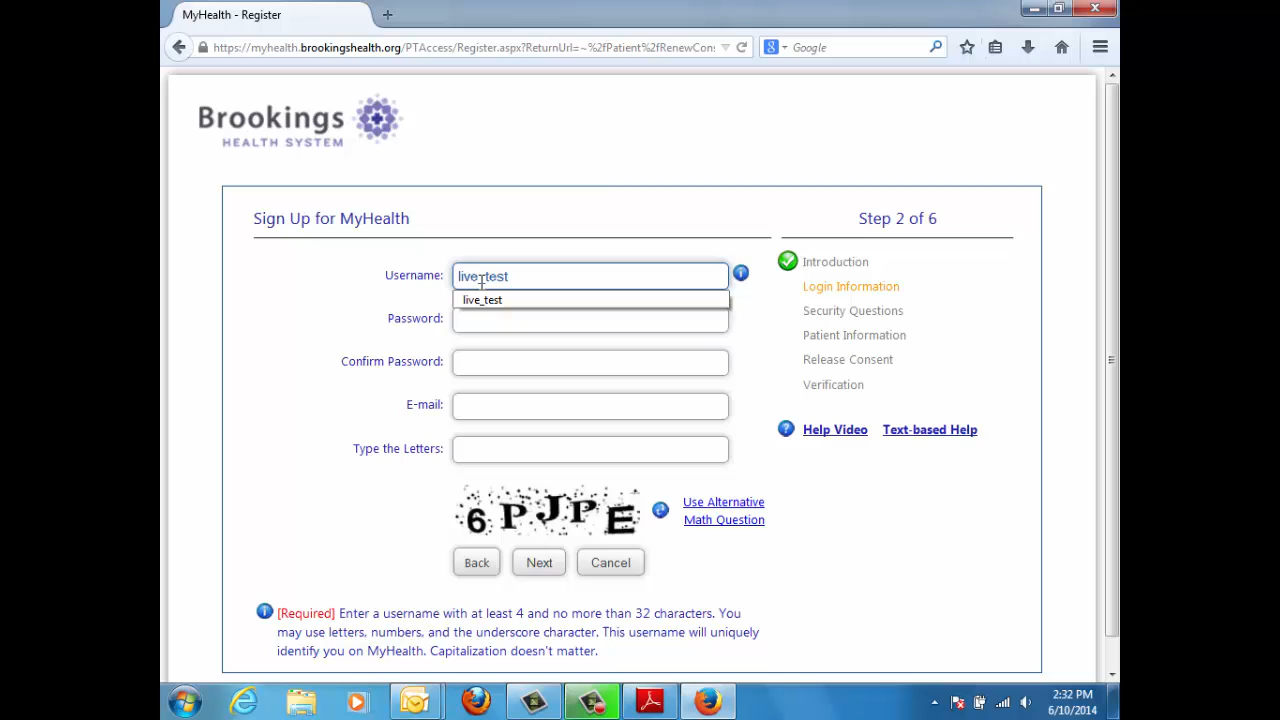 MyHealth - Register
https://myhealth.brookingshealth.org/PTAccess/Register.aspx?ReturnUrl=~%2fPatient%2fRenewCons
Google
Brookings
HEALTH SYSTEM
Sign Up for MyHealth
Step 2 of 6
Username:
live_test
live_test
Password:
Confirm Password:
E-mail:
Type the Letters:
6PJPE
Use Alternative
Math Question
Back
Next
Cancel
Introduction
Login Information
Security Questions
Patient Information
Release Consent
Verification
Help Video
Text-based Help
[Required] Enter a username with at least 4 and no more than 32 characters. You
may use letters, numbers, and the underscore character. This username will uniquely
identify you on MyHealth. Capitalization doesn't matter.
2:32 PM
6/10/2014